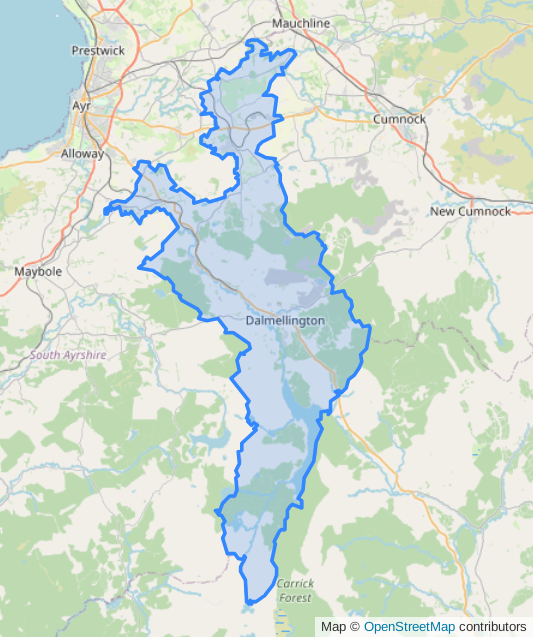 Mauchline
Prestwick
Ayr
Cumnock
Alloway
New Cumnock
Maybole
Dalmellington
South Ayrshire
Carrick
Forest
Map © OpenStreetMap contributors